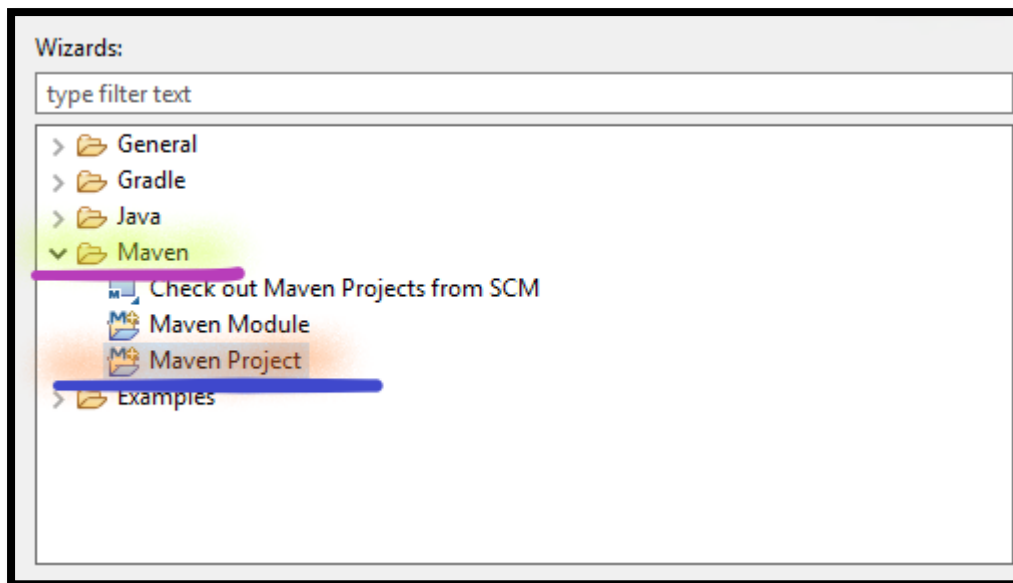 Wizards:
type filter text
General
Gradle
Java
Maven
Check out Maven Projects from SCM
Maven Module
Maven Project
Examples